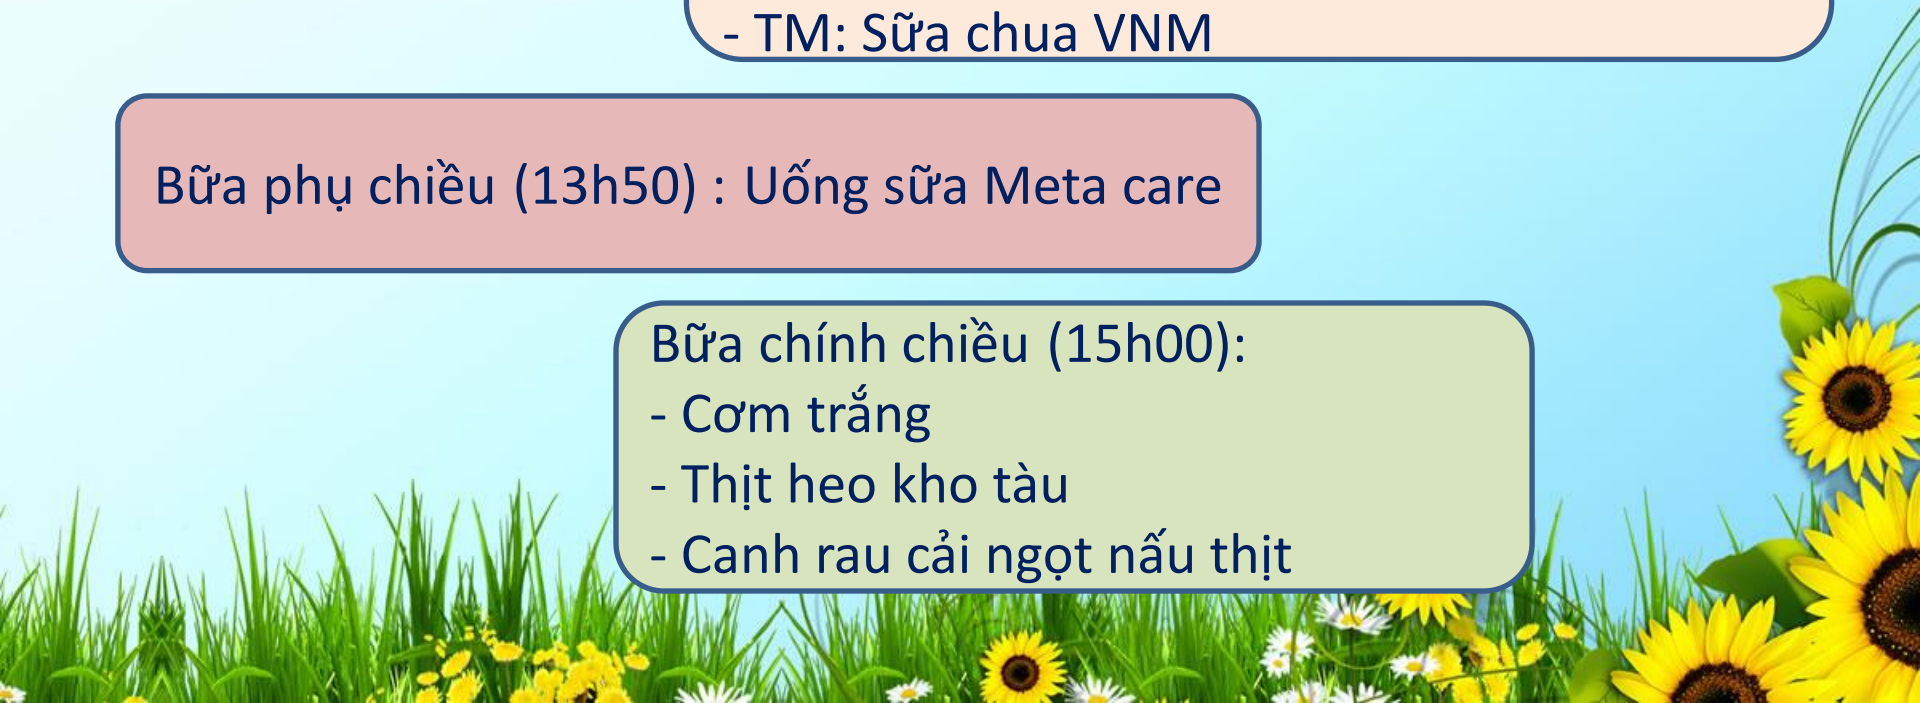 - TM: Sữa chua VNM
Bữa phụ chiều (13h50) : Uống sữa Meta care
Bữa chính chiều (15h00):
- Cơm trắng
- Thịt heo kho tàu
- Canh rau cải ngọt nấu thịt